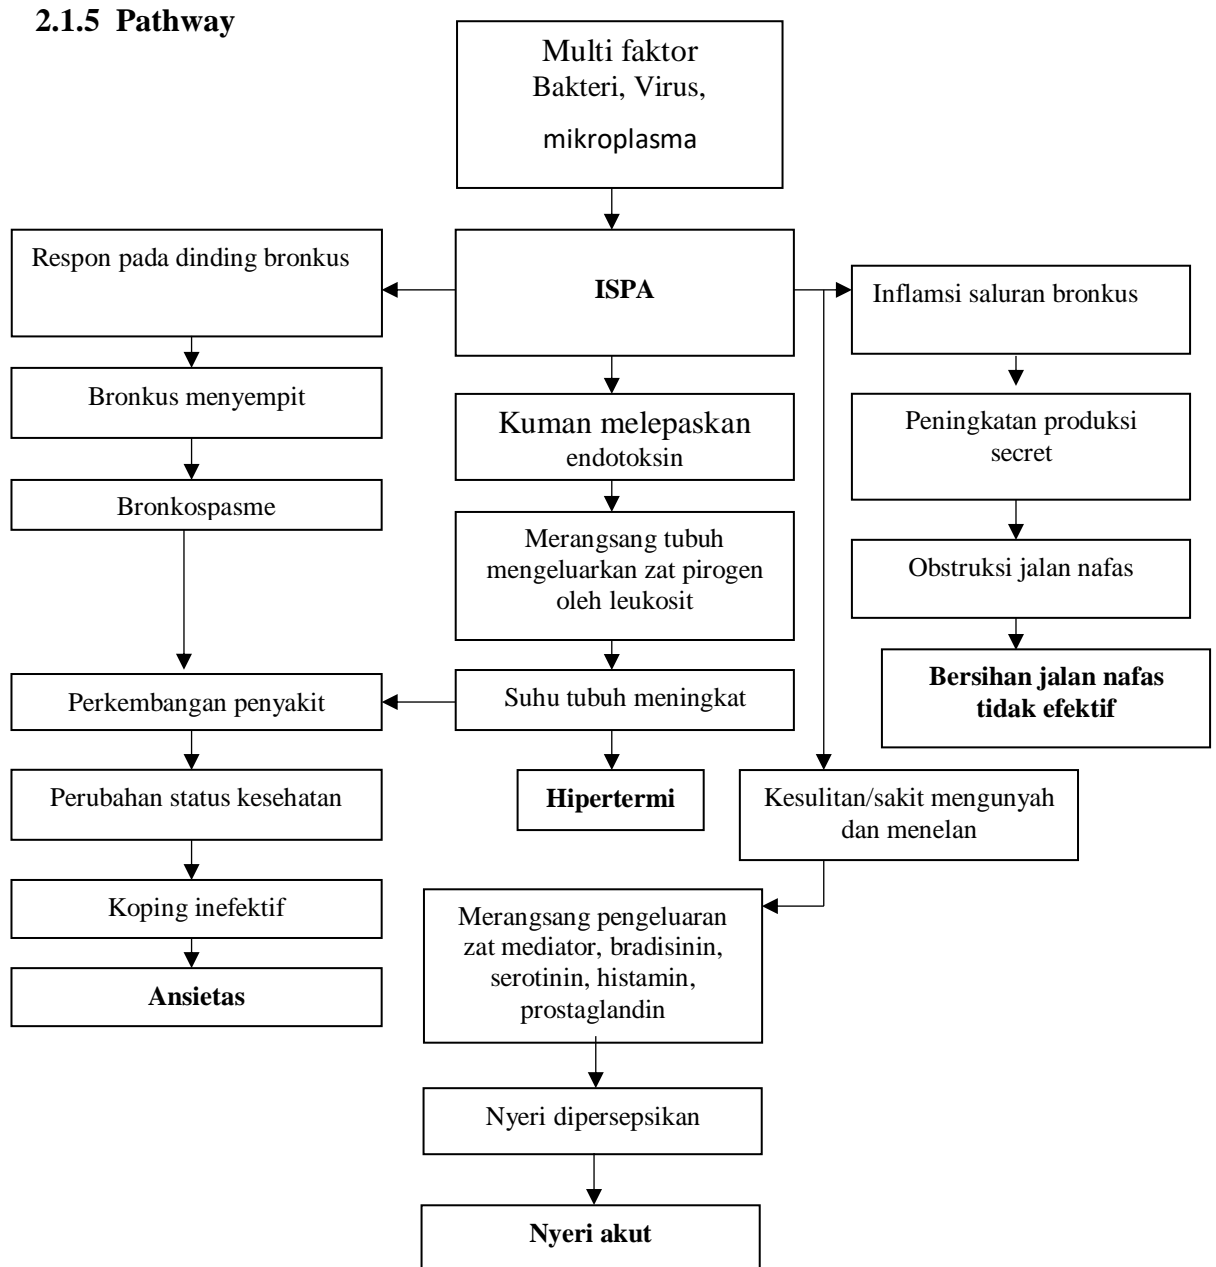 2.1.5 Pathway
Multi faktor
Bakteri, Virus,
mikroplasma
Respon pada dinding bronkus
ISPA
Inflamsi saluran bronkus
Bronkus menyempit
Kuman melepaskan
endotoksin
Peningkatan produksi
secret
Bronkospasme
Merangsang tubuh
mengeluarkan zat pirogen
oleh leukosit
Obstruksi jalan nafas
Perkembangan penyakit
Suhu tubuh meningkat
Bersihan jalan nafas
tidak efektif
Perubahan status kesehatan
Hipertermi
Kesulitan/sakit mengunyah
dan menelan
Koping inefektif
Merangsang pengeluaran
zat mediator, bradisinin,
serotinin, histamin,
prostaglandin
Ansietas
Nyeri dipersepsikan
Nyeri akut